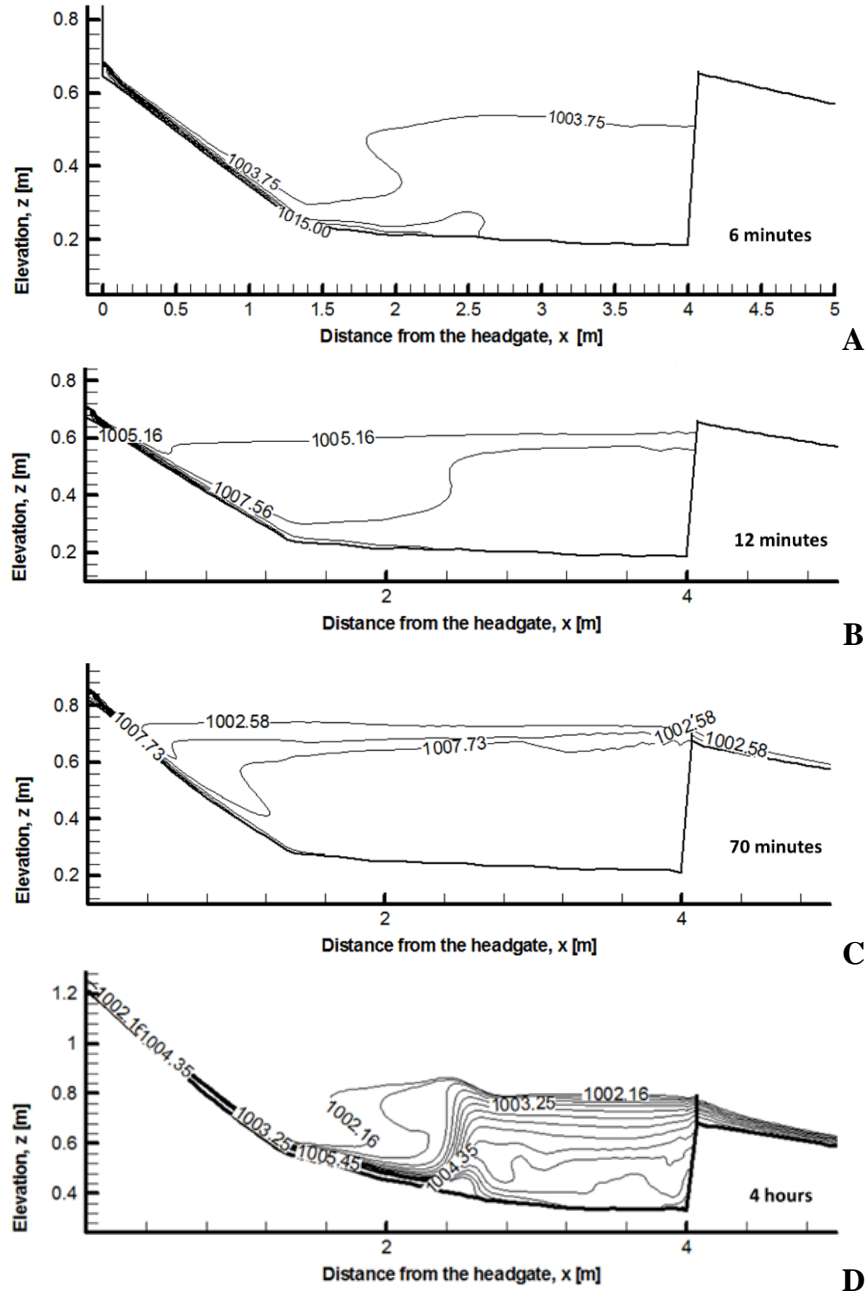 0.8
0.6
0.4
0.2
Elevation, z [m]
1003.75
1003.75
1015.00
6 minutes
0 0.5 1 1.5 2 2.5 3 3.5 4 4.5 5
Distance from the headgate, x [m]
A
0.8
0.6
0.4
0.2
Elevation, z [m]
1005.16
1005.16
1007.56
12 minutes
2 4
Distance from the headgate, x [m]
B
0.8
0.6
0.4
0.2
Elevation, z [m]
1002.58
1007.73
1007.73
1002.58
1002.58
70 minutes
2 4
Distance from the headgate, x [m]
C
1.2
1
0.8
0.6
0.4
Elevation, z [m]
1002.16
1004.35
1003.25
1005.45
1002.16
1004.35
1003.25
1002.16
4 hours
2 4
Distance from the headgate, x [m]
D